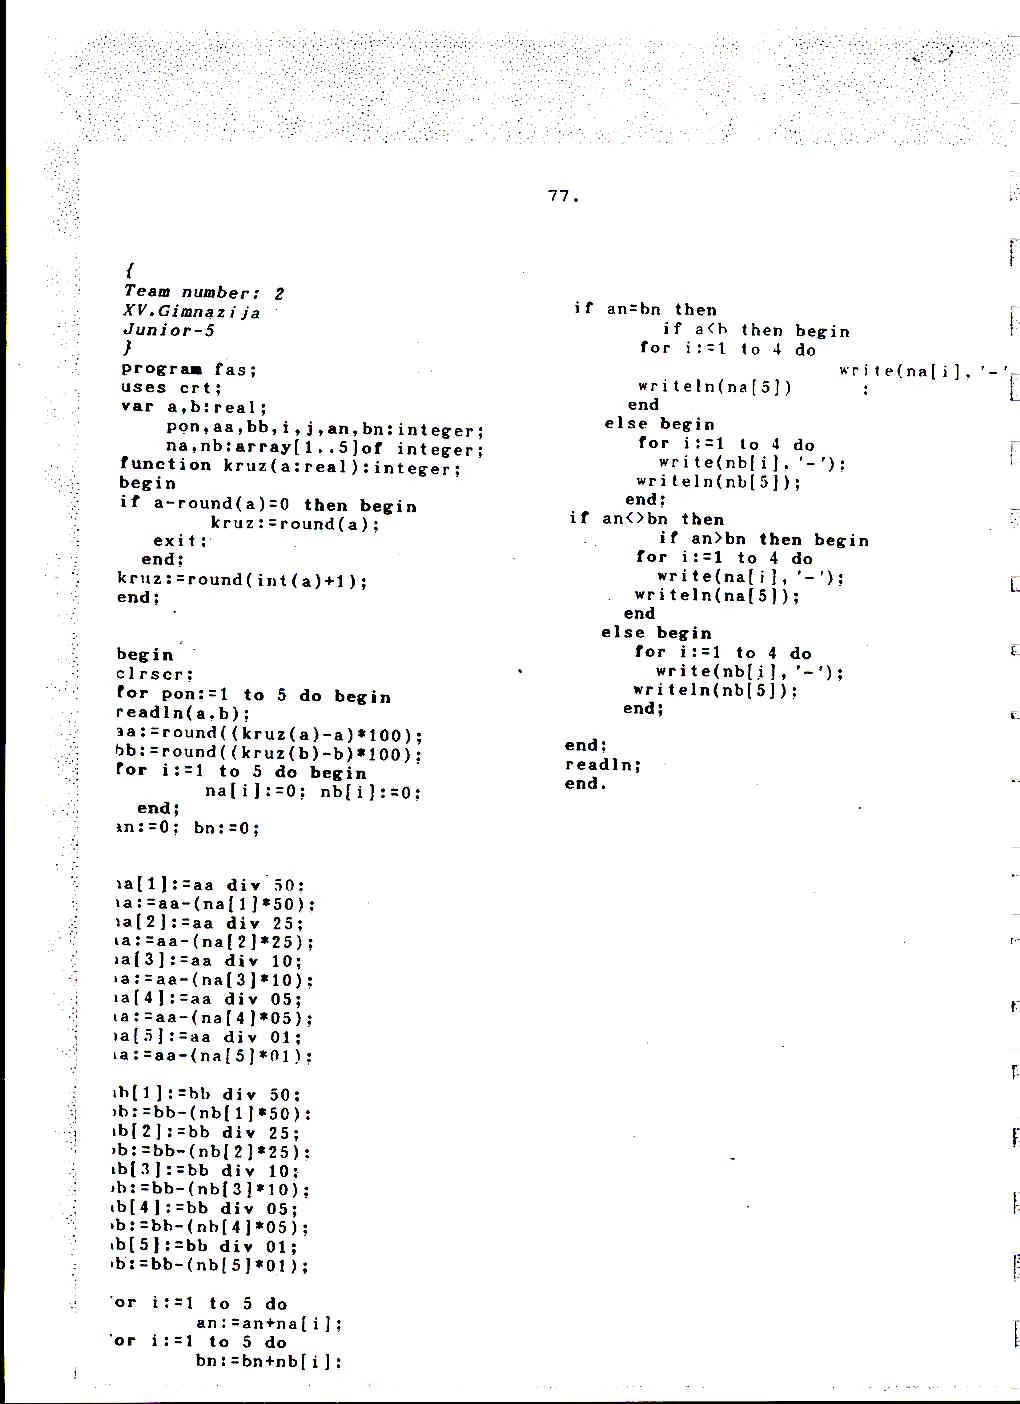 77.
{
Team number: 2
XV.Gimnazija
Junior-5
}
program fas;
uses crt;
var a,b:real;
pon,aa,bb,i,j,an,bn:integer;
na,nb:array[1..5]of integer;
function kruz(a:real):integer;
begin
if a-round(a)=0 then begin
kruz:=round(a);
exit;
end;
kruz:=round(int(a)+1);
end;
begin
clrscr;
for pon:=1 to 5 do begin
readln(a,b);
aa:=round((kruz(a)-a)*100);
bb:=round((kruz(b)-b)*100);
for i:=1 to 5 do begin
na[i]:=0; nb[i]:=0;
end;
an:=0; bn:=0;
na[1]:=aa div 50;
aa:=aa-(na[1]*50);
na[2]:=aa div 25;
aa:=aa-(na[2]*25);
na[3]:=aa div 10;
aa:=aa-(na[3]*10);
na[4]:=aa div 05;
aa:=aa-(na[4]*05);
na[5]:=aa div 01;
aa:=aa-(na[5]*01);
nb[1]:=bb div 50;
bb:=bb-(nb[1]*50);
nb[2]:=bb div 25;
bb:=bb-(nb[2]*25);
nb[3]:=bb div 10;
bb:=bb-(nb[3]*10);
nb[4]:=bb div 05;
bb:=bb-(nb[4]*05);
nb[5]:=bb div 01;
bb:=bb-(nb[5]*01);
for i:=1 to 5 do
an:=an+na[i];
for i:=1 to 5 do
bn:=bn+nb[i];
if an=bn then
if a<b then begin
for i:=1 to 4 do
write(na[i],'-'
writeln(na[5]) ;
end
else begin
for i:=1 to 4 do
write(nb[i],'-');
writeln(nb[5]);
end;
if an<>bn then
if an>bn then begin
for i:=1 to 4 do
write(na[i],'-');
writeln(na[5]);
end
else begin
for i:=1 to 4 do
write(nb[i],'-');
writeln(nb[5]);
end;
end;
readln;
end.